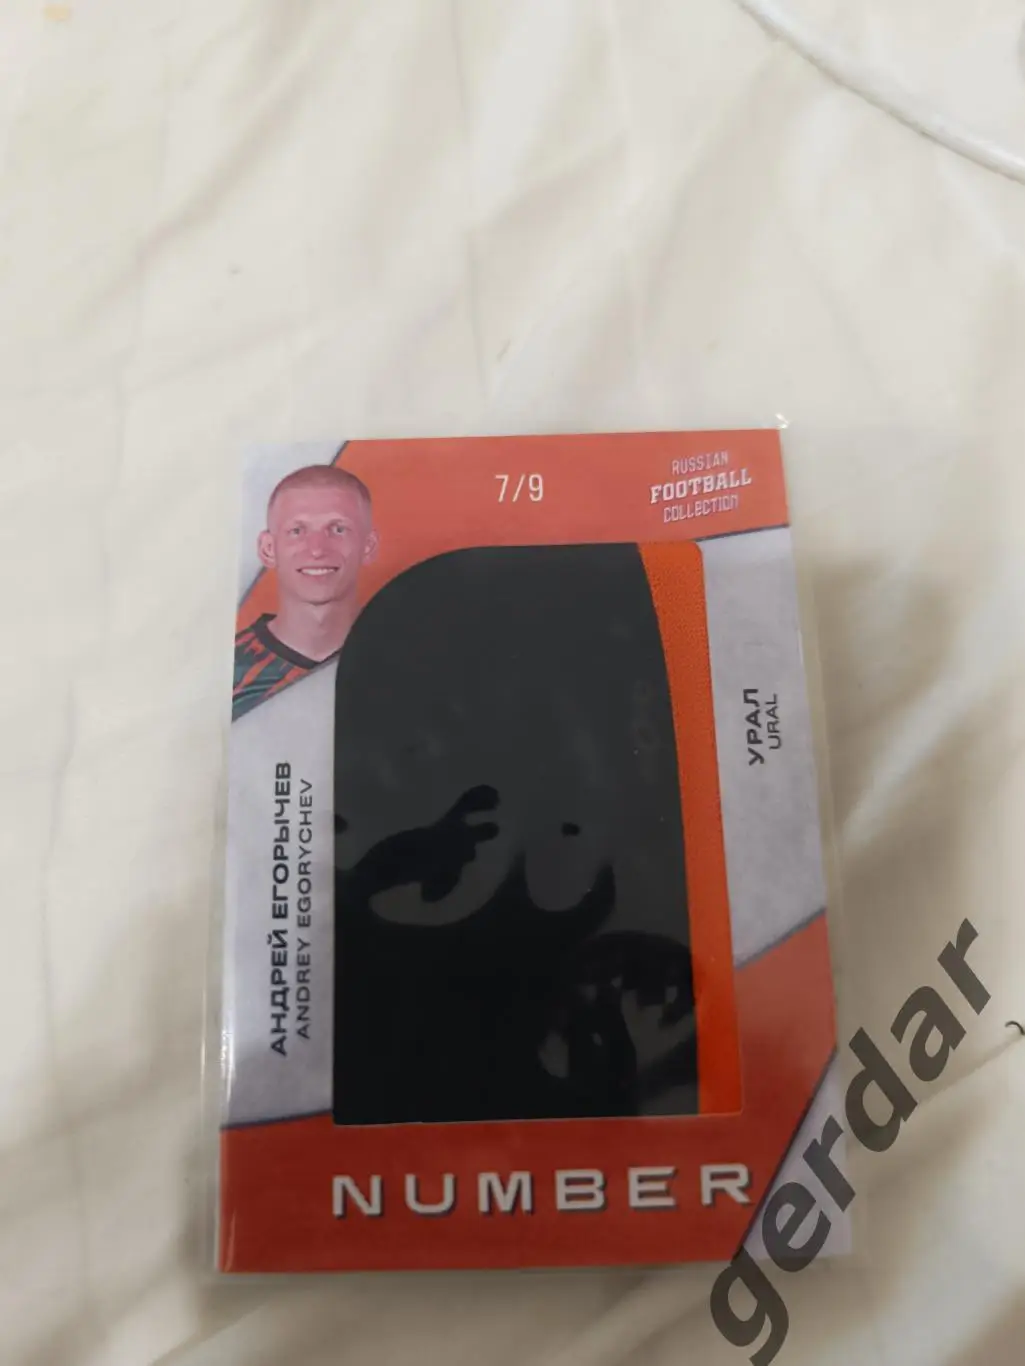 7/9
RUSSIAN
FOOTBALL
COLLECTION
АНДРЕЙ ЕГОРЫЧЕВ
ANDREY EGORYCHEV
УРАЛ
URAL
NUMBER
gerdar